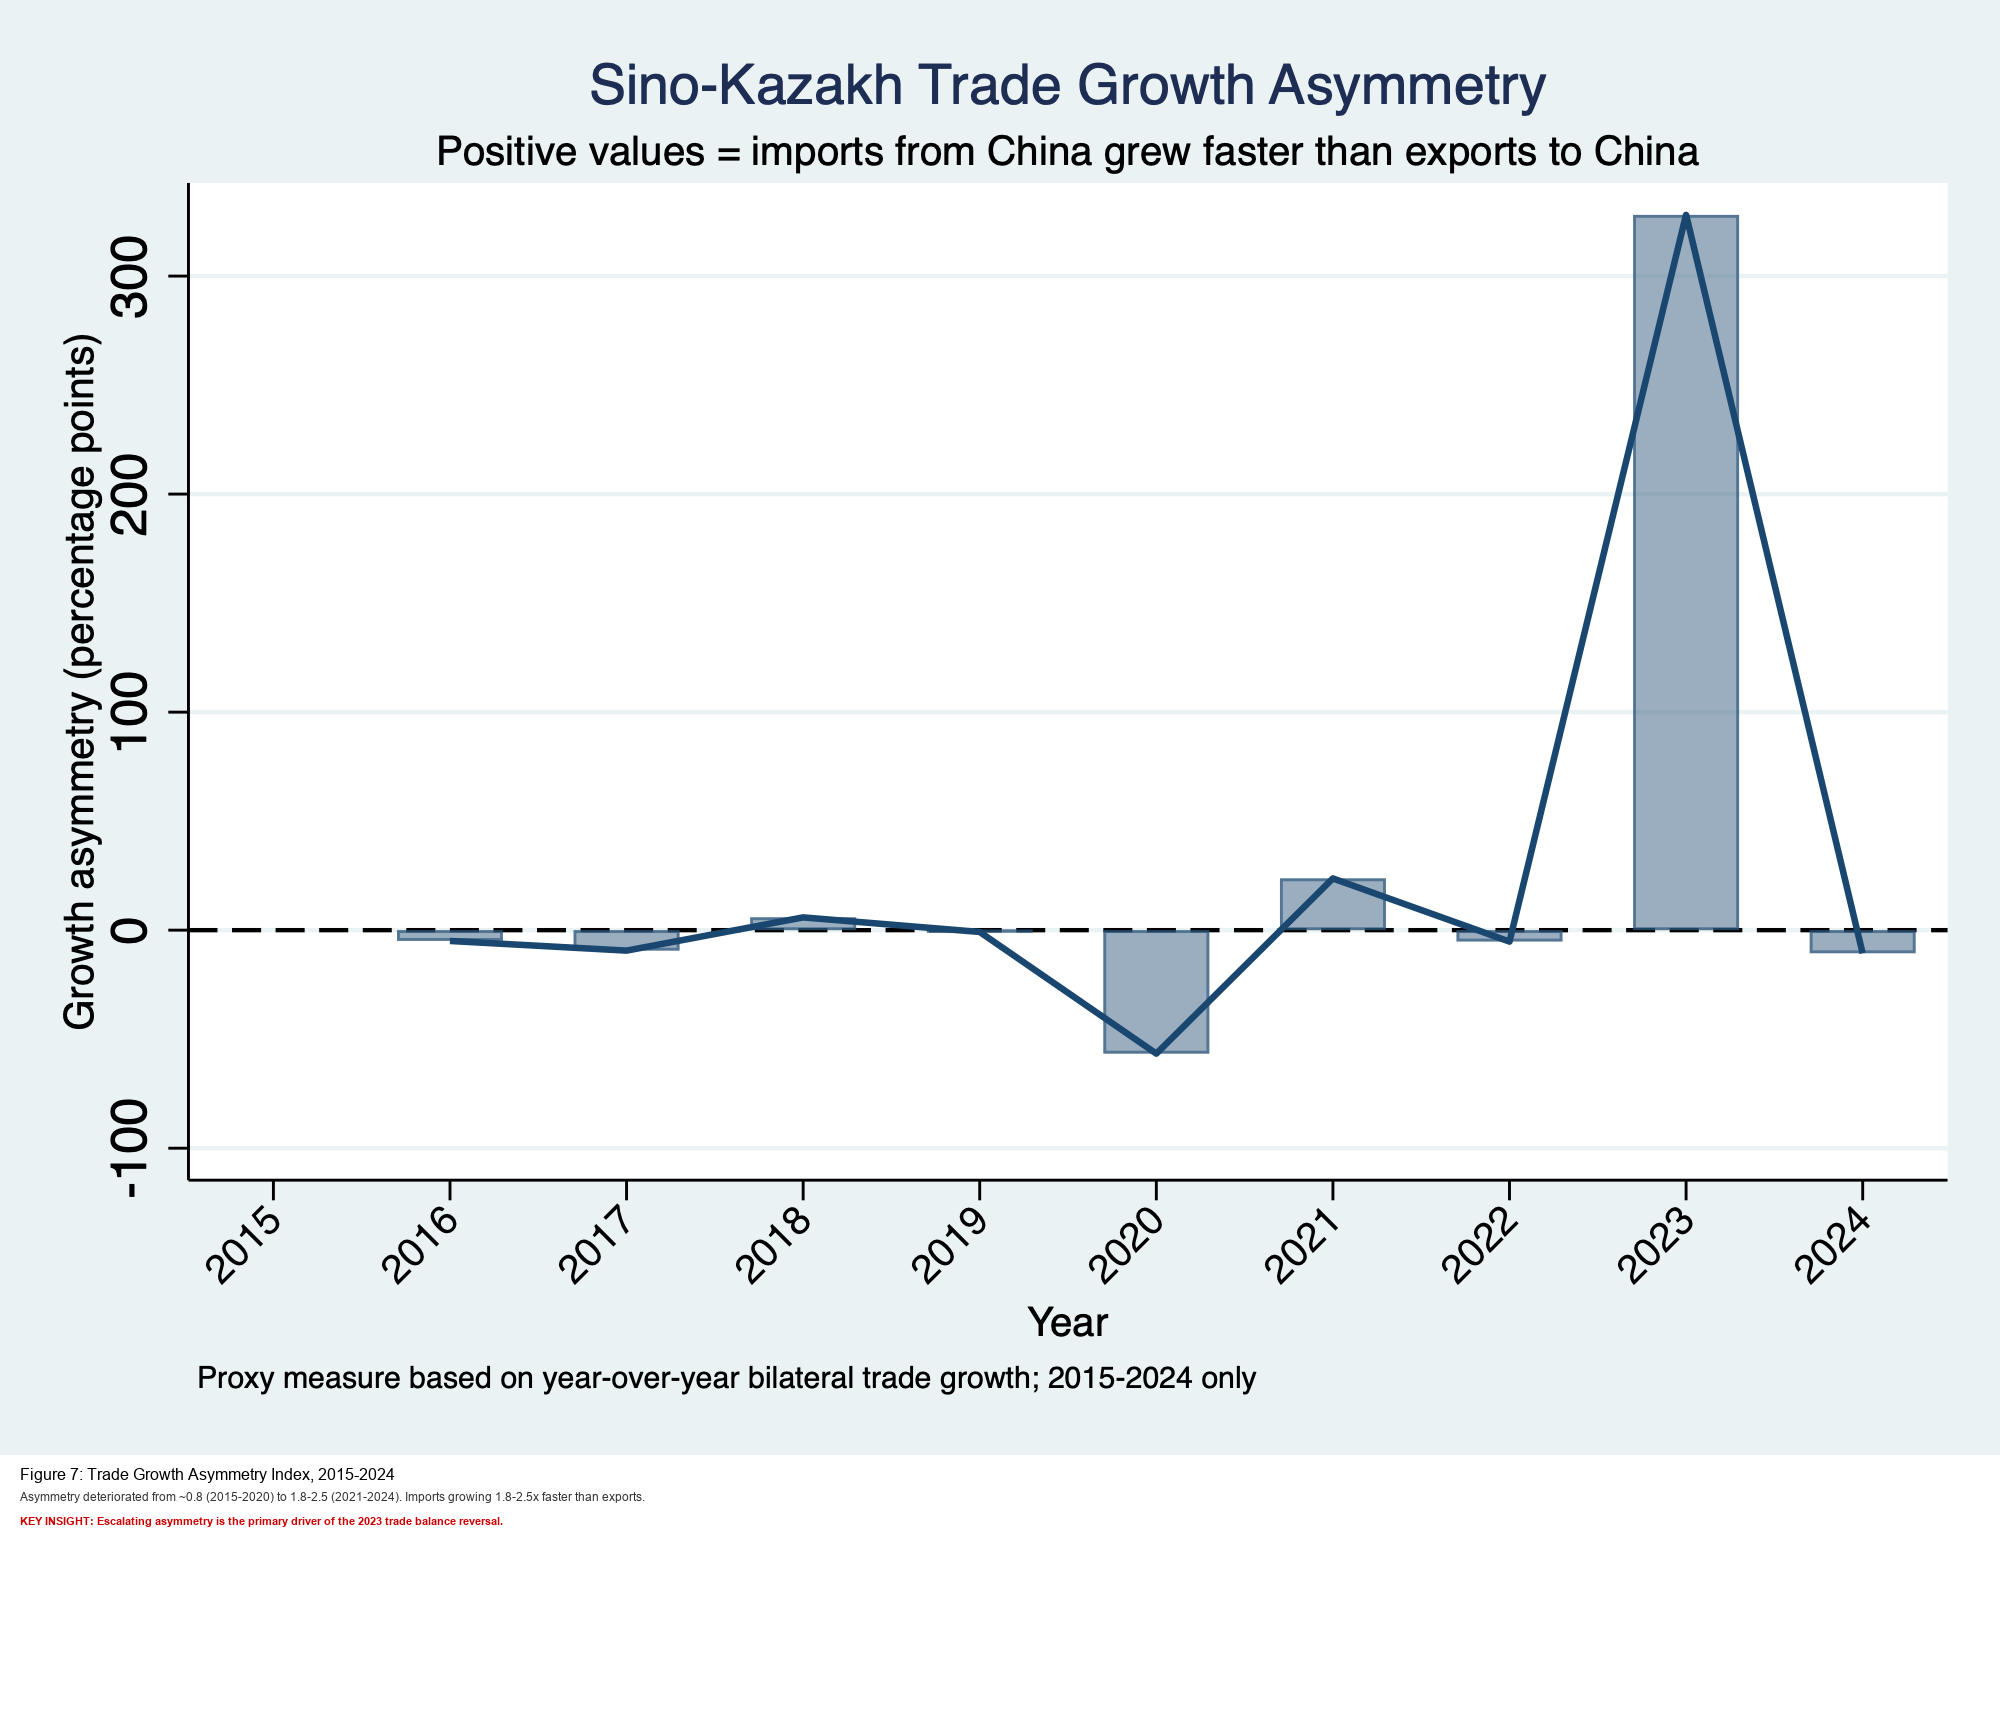 Sino-Kazakh Trade Growth Asymmetry
Positive values = imports from China grew faster than exports to China
Growth asymmetry (percentage points)
300
200
100
0
-100
2015
2016
2017
2018
2019
2020
2021
2022
2023
2024
Year
Proxy measure based on year-over-year bilateral trade growth; 2015-2024 only
Figure 7: Trade Growth Asymmetry Index, 2015-2024
Asymmetry deteriorated from ~0.8 (2015-2020) to 1.8-2.5 (2021-2024). Imports growing 1.8-2.5x faster than exports.
KEY INSIGHT: Escalating asymmetry is the primary driver of the 2023 trade balance reversal.